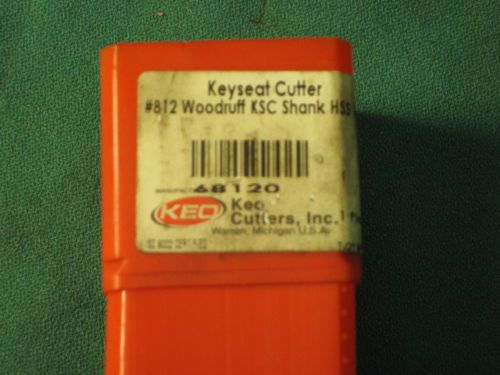 Keyseat Cutter
#812 Woodruff KSC Shank HSS
68120
KEO
Keo
Cutters, Inc.
Warren, Michigan U.S.A.